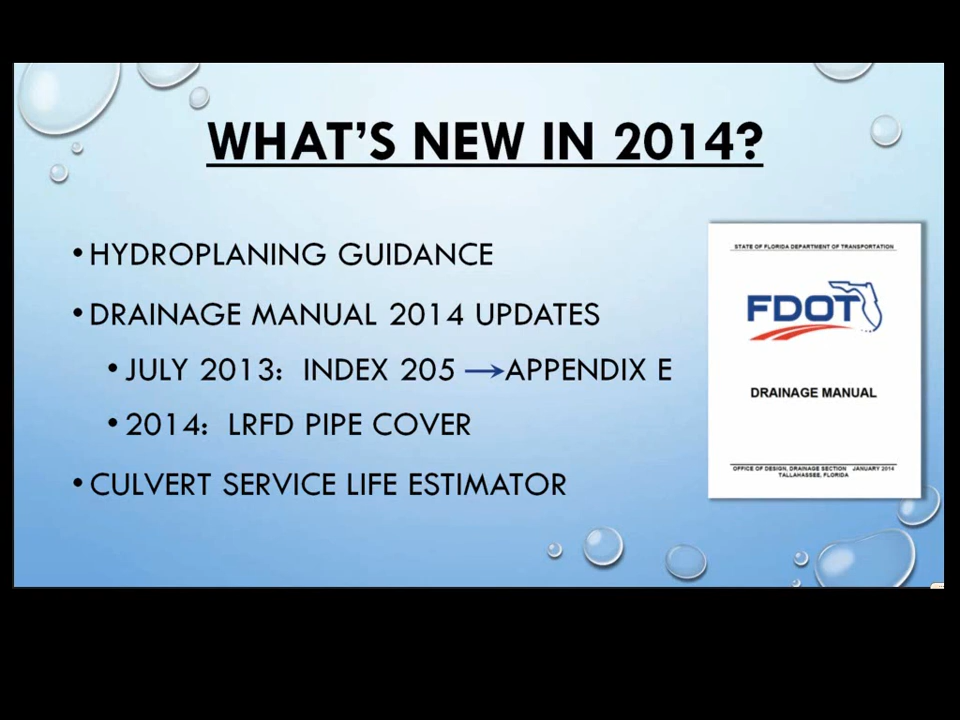 WHAT'S NEW IN 2014?
• HYDROPLANING GUIDANCE
• DRAINAGE MANUAL 2014 UPDATES
• JULY 2013: INDEX 205 → APPENDIX E
• 2014: LRFD PIPE COVER
• CULVERT SERVICE LIFE ESTIMATOR
STATE OF FLORIDA DEPARTMENT OF TRANSPORTATION
FDOT
DRAINAGE MANUAL
OFFICE OF DESIGN, DRAINAGE SECTION JANUARY 2014
TALLAHASSEE, FLORIDA